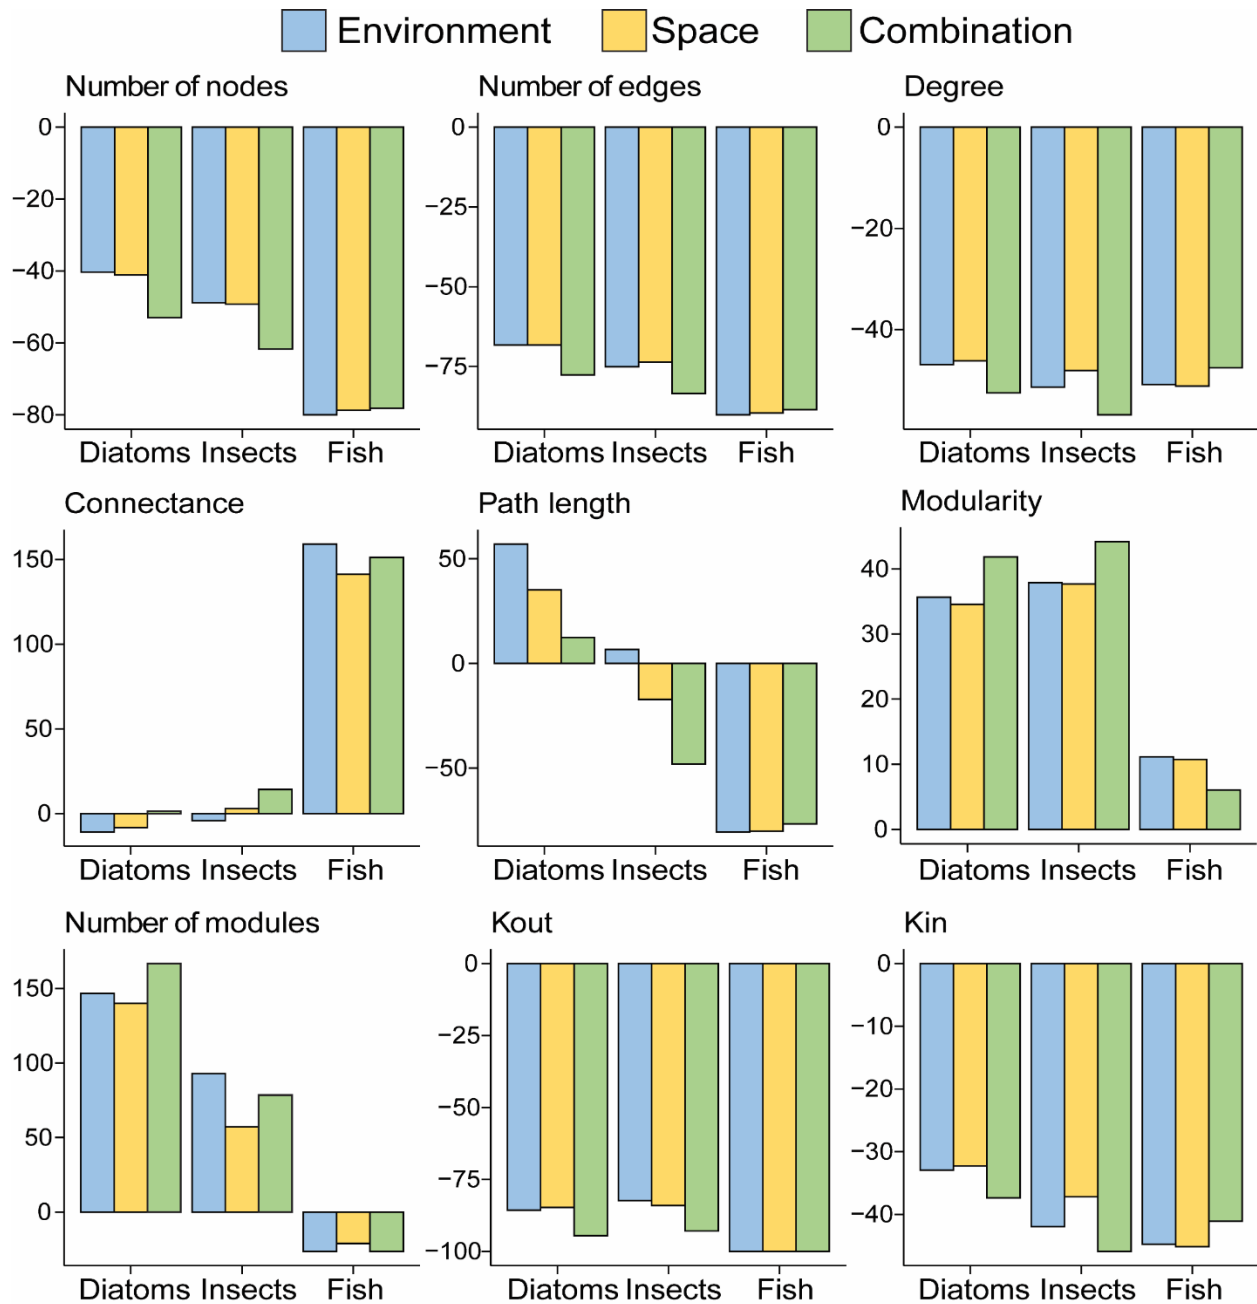 Environment Space Combination
Number of nodes Number of edges Degree
0 0 0
−20 −25 −20
−40 −50 −40
−60 −75
−80
Diatoms Insects Fish Diatoms Insects Fish Diatoms Insects Fish
Connectance Path length Modularity
150 50 40
100 0 30
50 −50 20
0 10
0
Diatoms Insects Fish Diatoms Insects Fish Diatoms Insects Fish
Number of modules Kout Kin
150 0 0
100 −25 −10
50 −50 −20
0 −75 −30
−100 −40
Diatoms Insects Fish Diatoms Insects Fish Diatoms Insects Fish